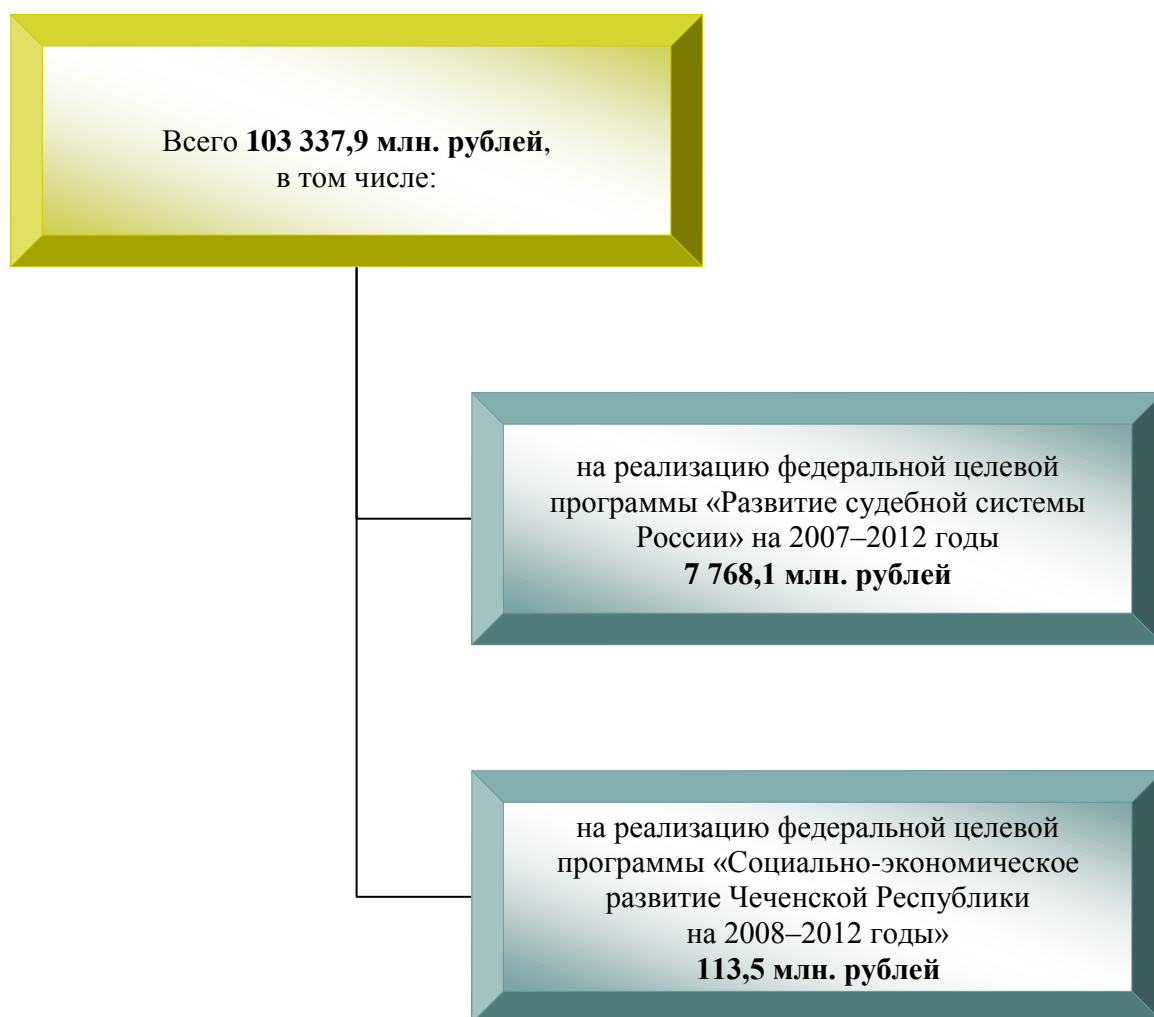 Всего 103 337,9 млн. рублей,
в том числе:
на реализацию федеральной целевой
программы «Развитие судебной системы
России» на 2007–2012 годы
7 768,1 млн. рублей
на реализацию федеральной целевой
программы «Социально-экономическое
развитие Чеченской Республики
на 2008–2012 годы»
113,5 млн. рублей